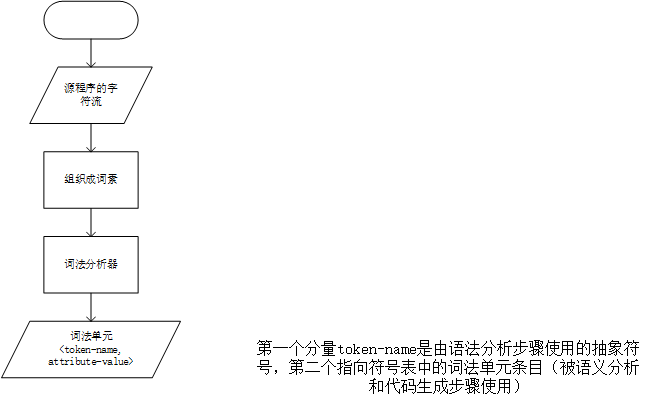 源程序的字
符流
组织成词素
词法分析器
词法单元
<token-name,
attribute-value>
第一个分量token-name是由语法分析步骤使用的抽象符
号，第二个指向符号表中的词法单元条目（被语义分析
和代码生成步骤使用）